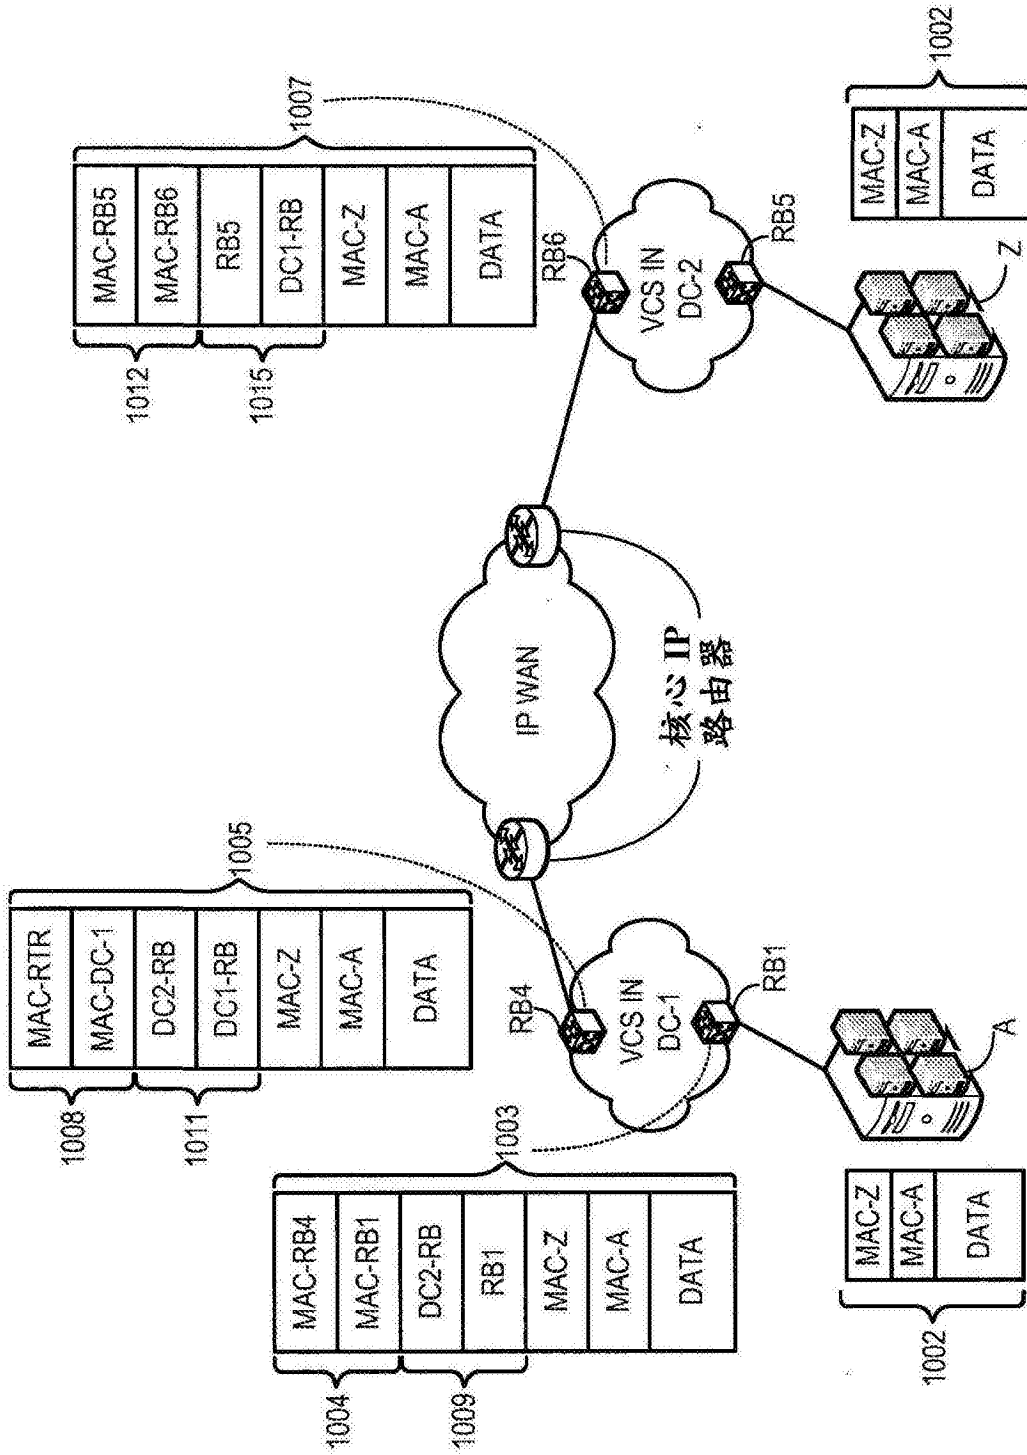 1004
1009
MAC-RB4
MAC-RB1
DC2-RB
RB1
MAC-Z
MAC-A
DATA
1003
1008
1011
MAC-RTR
MAC-DC-1
DC2-RB
DC1-RB
MAC-Z
MAC-A
DATA
1005
1012
1015
MAC-RB5
MAC-RB6
RB5
DC1-RB
MAC-Z
MAC-A
DATA
1007
RB4
VCS IN
DC-1
RB1
IP WAN
核心 IP
路由器
RB6
VCS IN
DC-2
RB5
1002
MAC-Z
MAC-A
DATA
A
Z
MAC-Z
MAC-A
DATA
1002